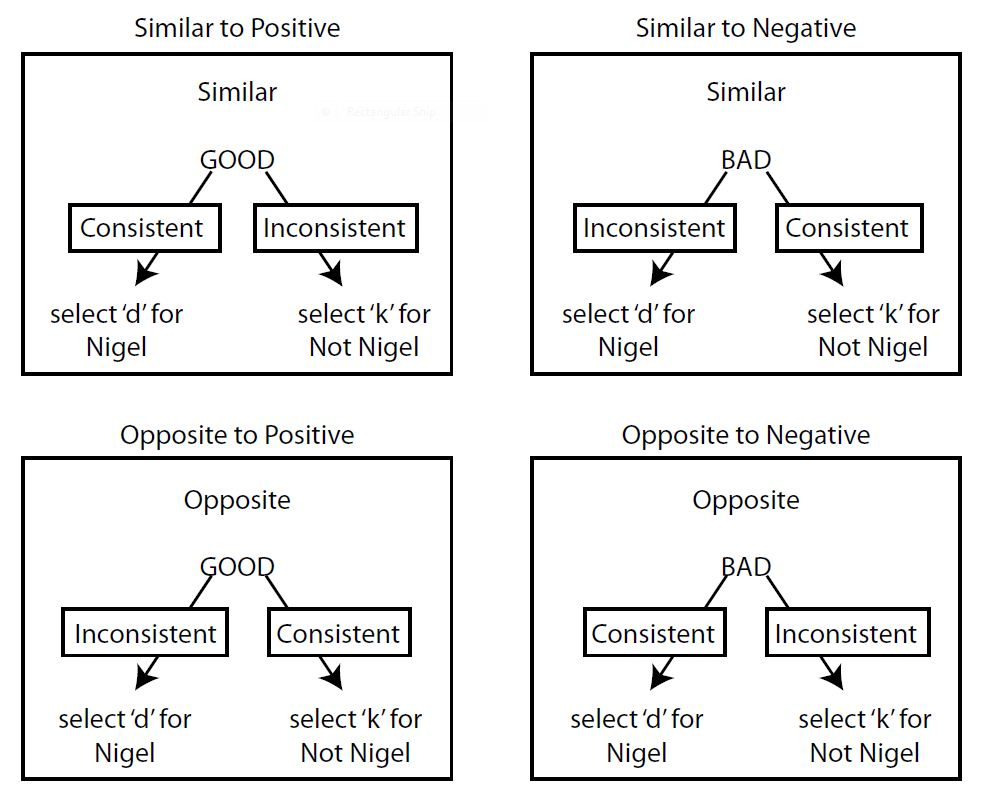 Similar to Positive
Similar
© Rectangular Snip
GOOD
Consistent
Inconsistent
select ‘d’ for
Nigel
select ‘k’ for
Not Nigel
Similar to Negative
Similar
BAD
Inconsistent
Consistent
select ‘d’ for
Nigel
select ‘k’ for
Not Nigel
Opposite to Positive
Opposite
GOOD
Inconsistent
Consistent
select ‘d’ for
Nigel
select ‘k’ for
Not Nigel
Opposite to Negative
Opposite
BAD
Consistent
Inconsistent
select ‘d’ for
Nigel
select ‘k’ for
Not Nigel